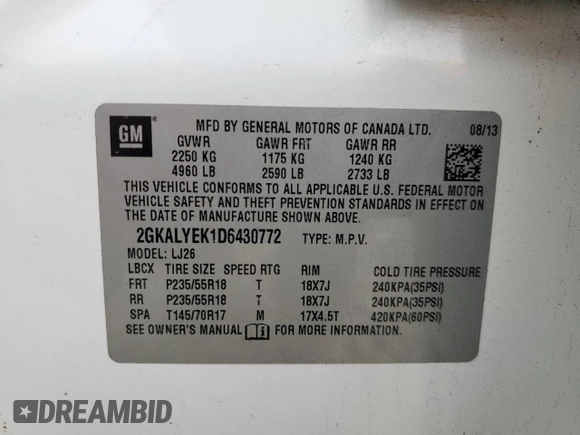 GM
MFD BY GENERAL MOTORS OF CANADA LTD. 08/13
GVWR GAWR FRT GAWR RR
2250 KG 1175 KG 1240 KG
4960 LB 2590 LB 2733 LB
THIS VEHICLE CONFORMS TO ALL APPLICABLE U.S. FEDERAL MOTOR
VEHICLE SAFETY AND THEFT PREVENTION STANDARDS IN EFFECT ON
THE DATE OF MANUFACTURE SHOWN ABOVE.
2GKALYEK1D6430772 TYPE: M.P.V.
MODEL: LJ26
LBCX TIRE SIZE SPEED RTG RIM COLD TIRE PRESSURE
FRT P235/55R18 T 18X7J 240KPA(35PSI)
RR P235/55R18 T 18X7J 240KPA(35PSI)
SPA T145/70R17 M 17X4.5T 420KPA(60PSI)
SEE OWNER'S MANUAL FOR MORE INFORMATION.
DREAMBID